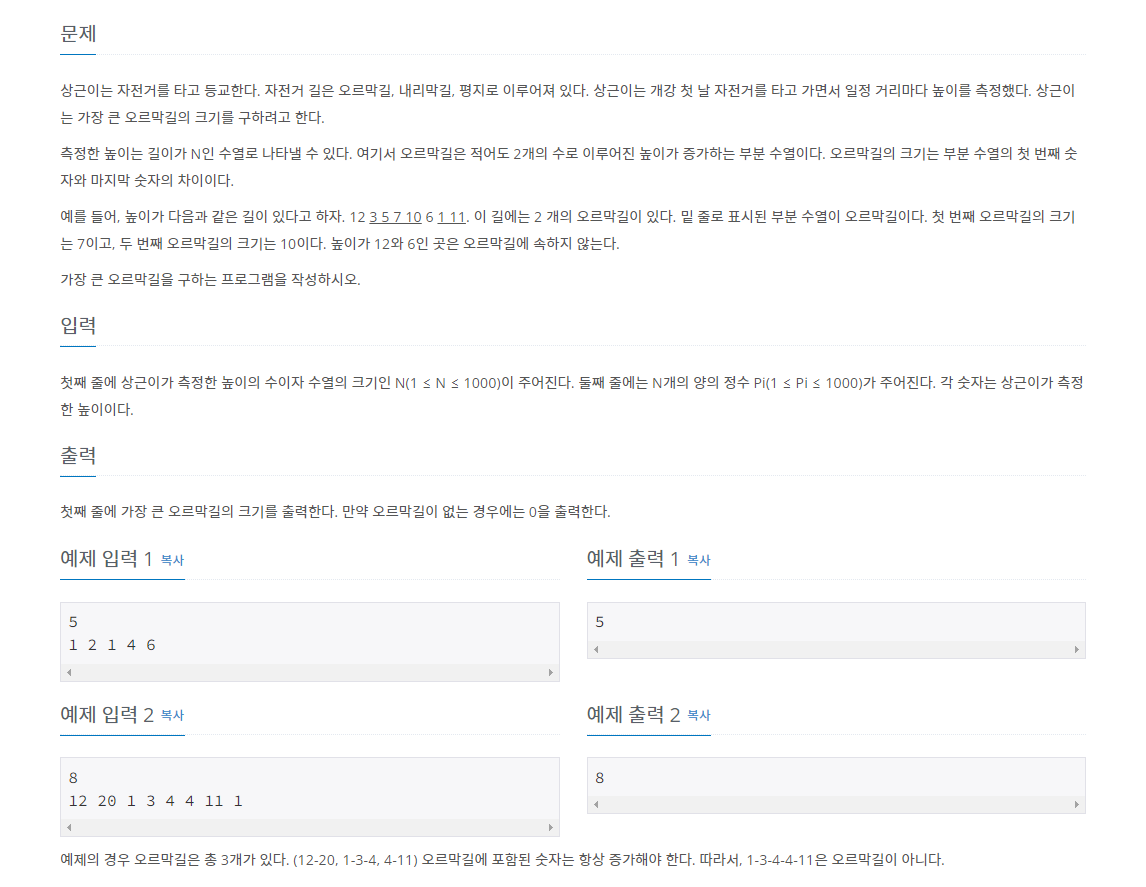 문제
상근이는 자전거를 타고 등교한다. 자전거 길은 오르막길, 내리막길, 평지로 이루어져 있다. 상근이는 개강 첫 날 자전거를 타고 가면서 일정 거리마다 높이를 측정했다. 상근이
는 가장 큰 오르막길의 크기를 구하려고 한다.
측정한 높이는 길이가 N인 수열로 나타낼 수 있다. 여기서 오르막길은 적어도 2개의 수로 이루어진 높이가 증가하는 부분 수열이다. 오르막길의 크기는 부분 수열의 첫 번째 숫
자와 마지막 숫자의 차이이다.
예를 들어, 높이가 다음과 같은 길이 있다고 하자. 12 3 5 7 10 6 1 11. 이 길에는 2 개의 오르막길이 있다. 밑 줄로 표시된 부분 수열이 오르막길이다. 첫 번째 오르막길의 크기
는 7이고, 두 번째 오르막길의 크기는 10이다. 높이가 12와 6인 곳은 오르막길에 속하지 않는다.
가장 큰 오르막길을 구하는 프로그램을 작성하시오.
입력
첫째 줄에 상근이가 측정한 높이의 수이자 수열의 크기인 N(1 ≤ N ≤ 1000)이 주어진다. 둘째 줄에는 N개의 양의 정수 Pi(1 ≤ Pi ≤ 1000)가 주어진다. 각 숫자는 상근이가 측정
한 높이이다.
출력
첫째 줄에 가장 큰 오르막길의 크기를 출력한다. 만약 오르막길이 없는 경우에는 0을 출력한다.
예제 입력 1 복사
5
1 2 1 4 6
예제 출력 1 복사
5
예제 입력 2 복사
8
12 20 1 3 4 4 11 1
예제 출력 2 복사
8
예제의 경우 오르막길은 총 3개가 있다. (12-20, 1-3-4, 4-11) 오르막길에 포함된 숫자는 항상 증가해야 한다. 따라서, 1-3-4-4-11은 오르막길이 아니다.